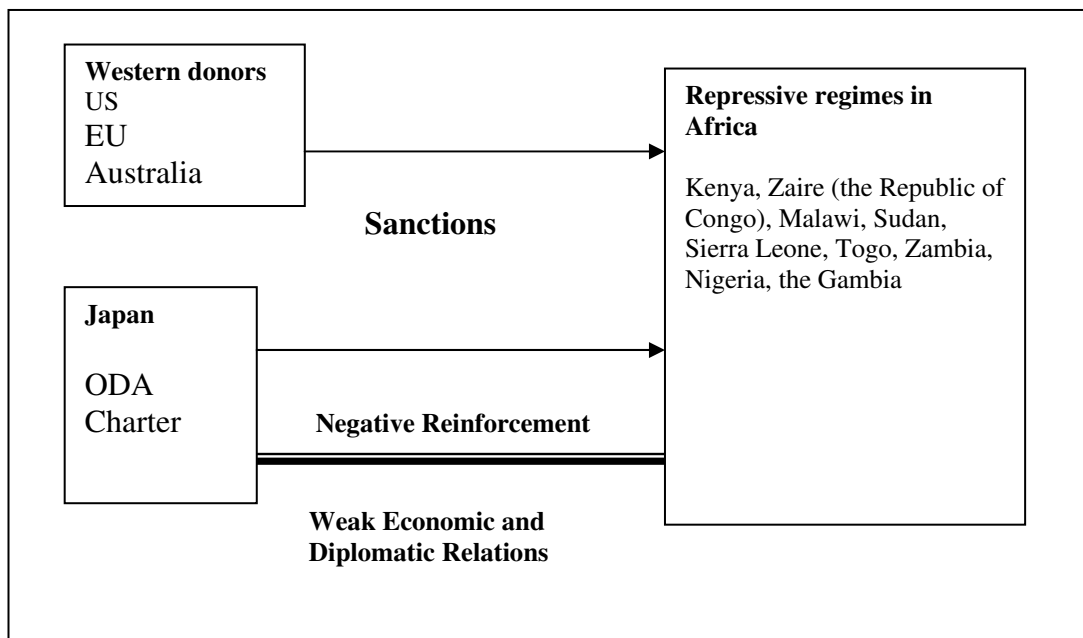 Western donors
US
EU
Australia
Sanctions
Repressive regimes in
Africa
Kenya, Zaire (the Republic of
Congo), Malawi, Sudan,
Sierra Leone, Togo, Zambia,
Nigeria, the Gambia
Japan
ODA
Charter
Negative Reinforcement
Weak Economic and
Diplomatic Relations